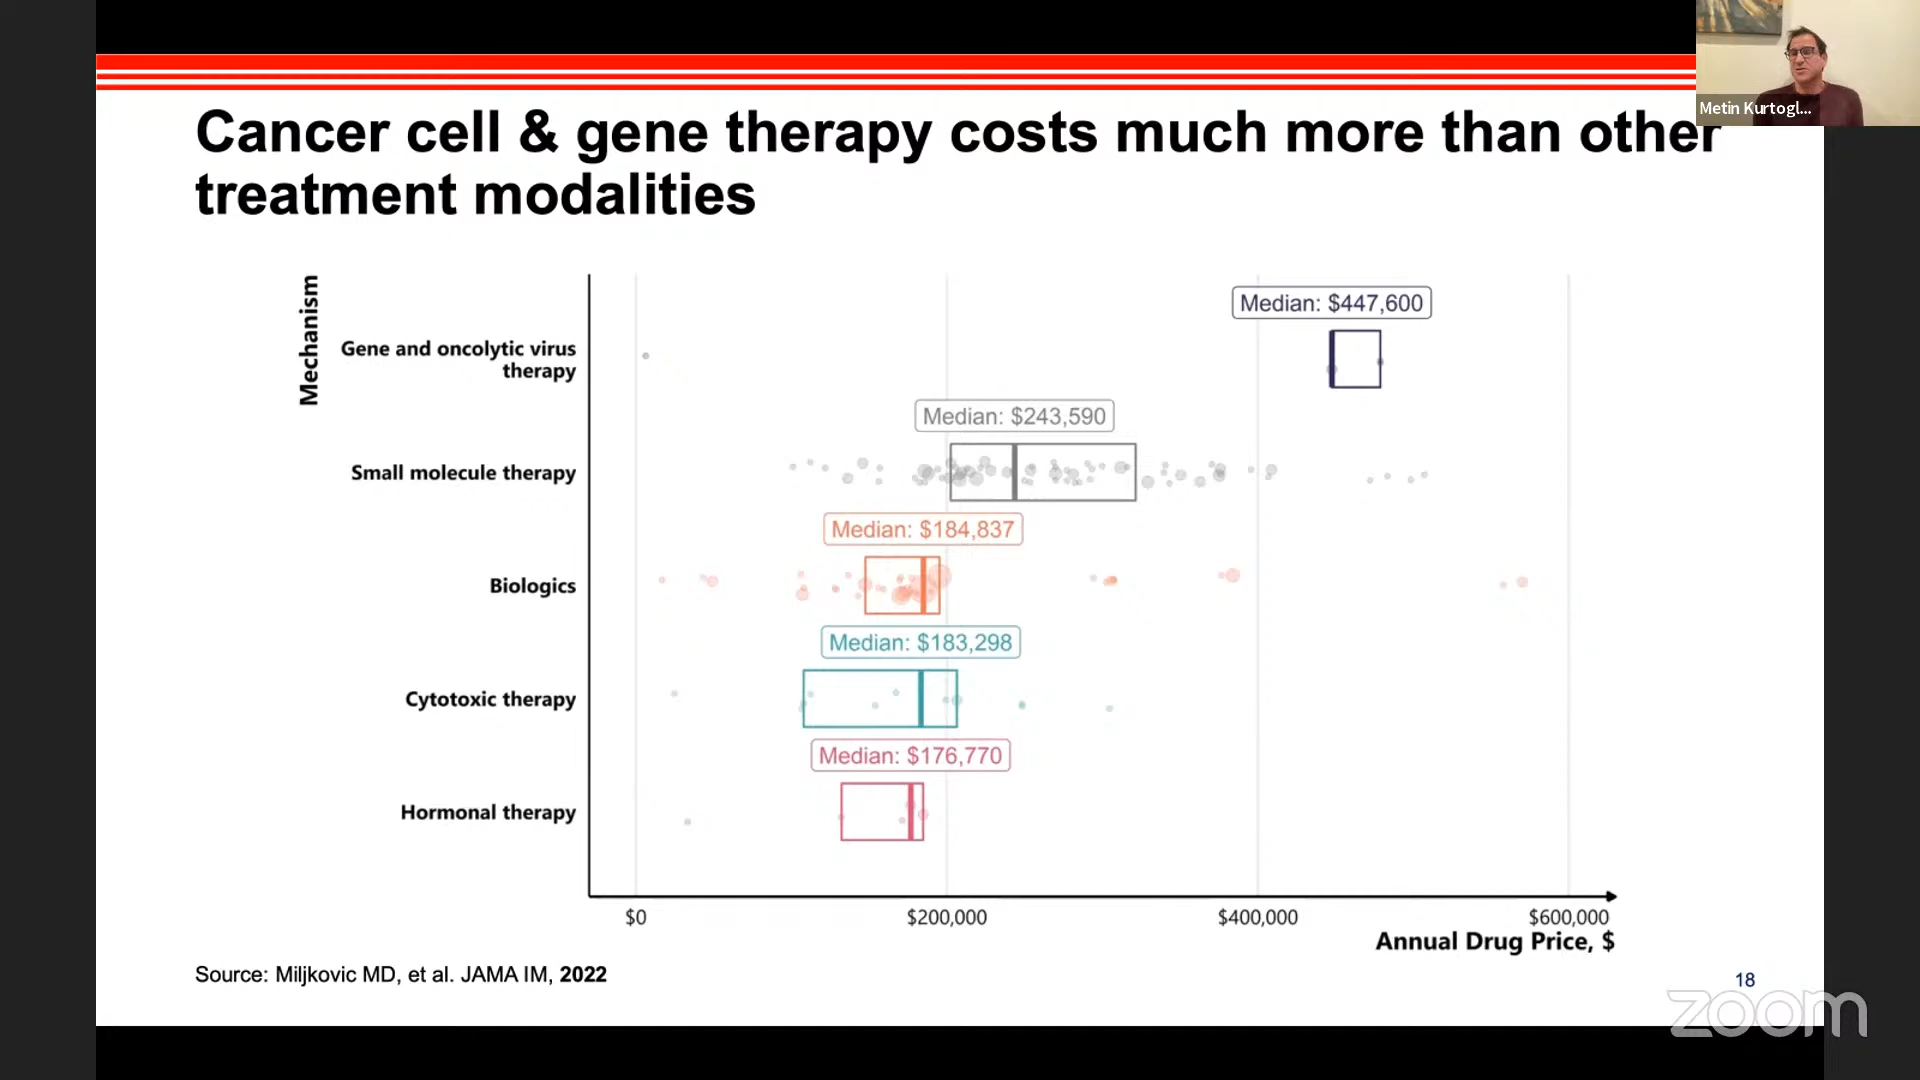 Metin Kurtogl...
Cancer cell & gene therapy costs much more than other
treatment modalities
Mechanism
Median: $447,600
Gene and oncolytic virus
therapy
Median: $243,590
Small molecule therapy
Median: $184,837
Biologics
Median: $183,298
Cytotoxic therapy
Median: $176,770
Hormonal therapy
$0
$200,000
$400,000
$600,000
Annual Drug Price, $
Source: Miljkovic MD, et al. JAMA IM, 2022
18
zoom